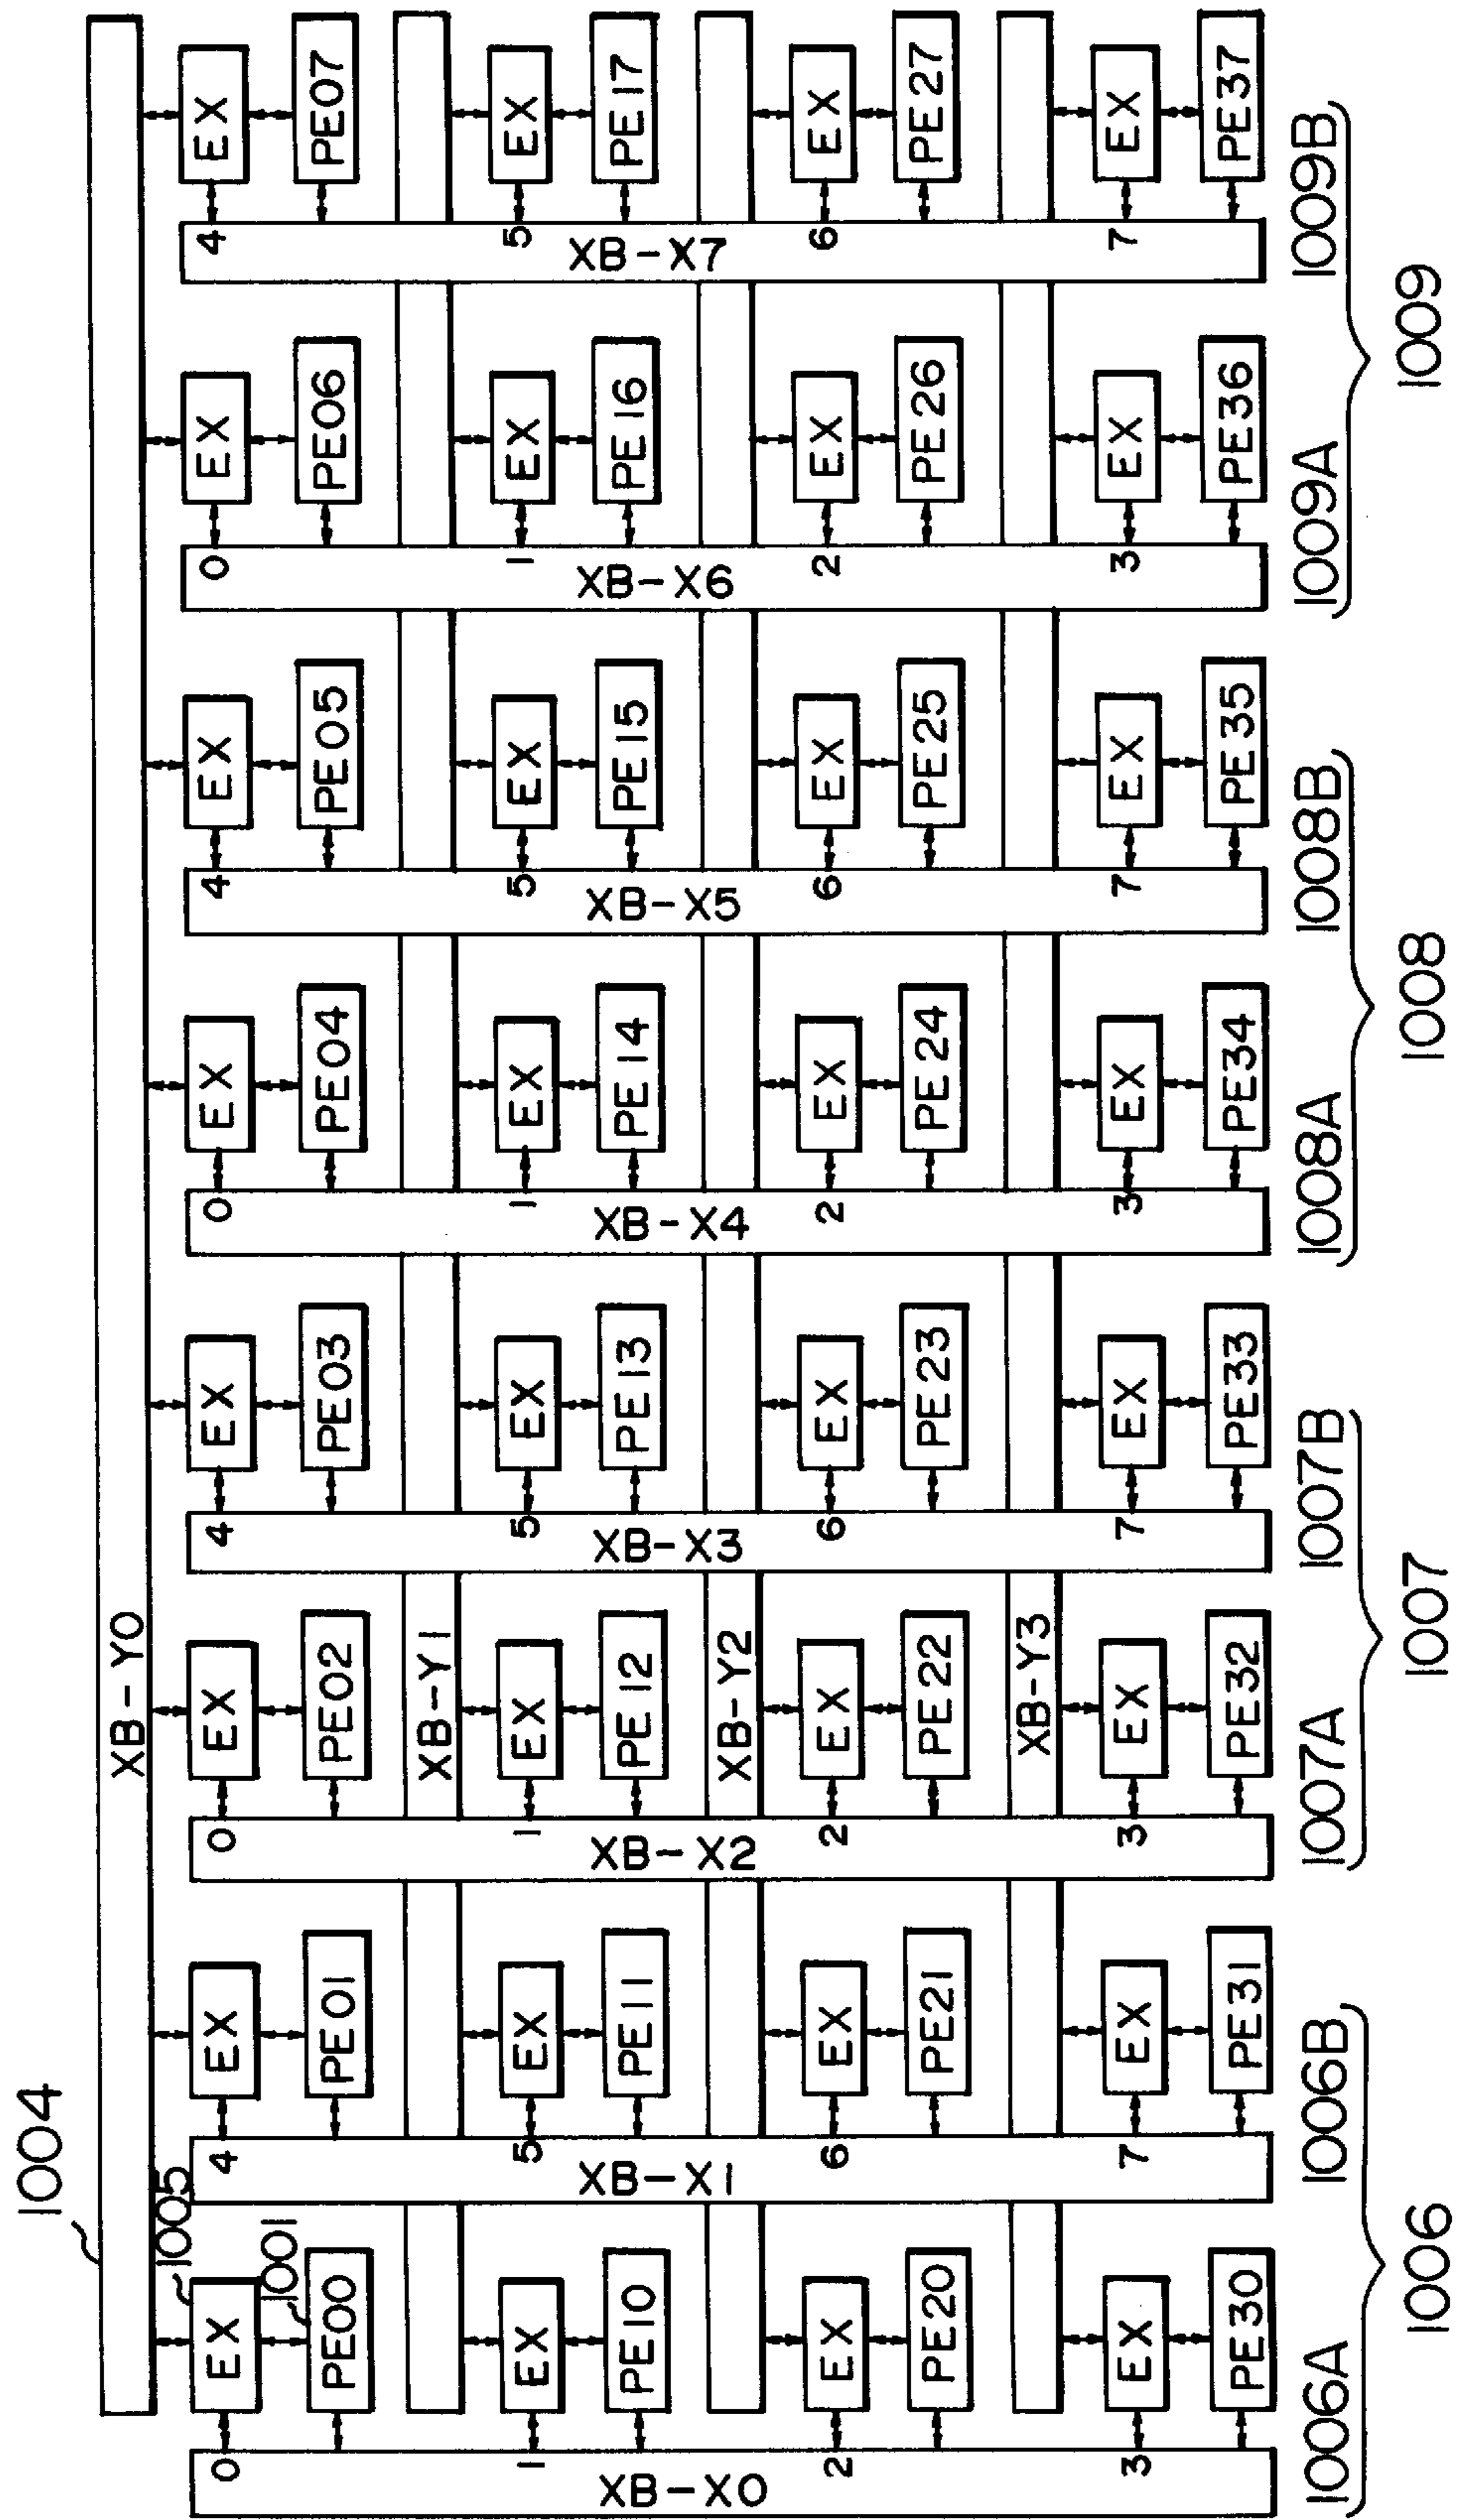 1004
XB-Y0
1005
0 EX 4 EX 0 EX 4 EX 0 EX 4 EX 0 EX 4 EX
1001
PE00 PE01 PE02 PE03 PE04 PE05 PE06 PE07
XB-Y1
1 EX 5 EX 1 EX 5 EX 1 EX 5 EX 1 EX 5 EX
PE10 PE11 PE12 PE13 PE14 PE15 PE16 PE17
XB-X0 XB-X1 XB-X2 XB-X3 XB-X4 XB-X5 XB-X6 XB-X7
XB-Y2
2 EX 6 EX 2 EX 6 EX 2 EX 6 EX 2 EX 6 EX
PE20 PE21 PE22 PE23 PE24 PE25 PE26 PE27
XB-Y3
3 EX 7 EX 3 EX 7 EX 3 EX 7 EX 3 EX 7 EX
PE30 PE31 PE32 PE33 PE34 PE35 PE36 PE37
1006A 1006B 1007A 1007B 1008A 1008B 1009A 1009B
1006 1007 1008 1009